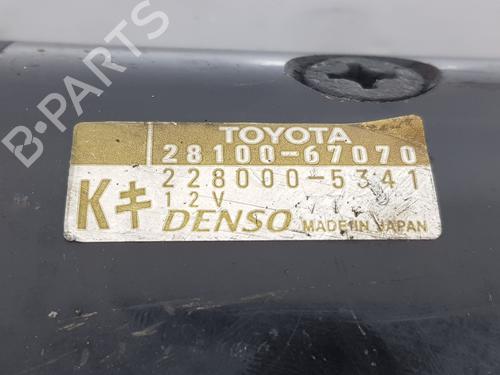 B-PARTS
TOYOTA
28100-67070
228000-5341
Kキ 12V
DENSO MADE IN JAPAN